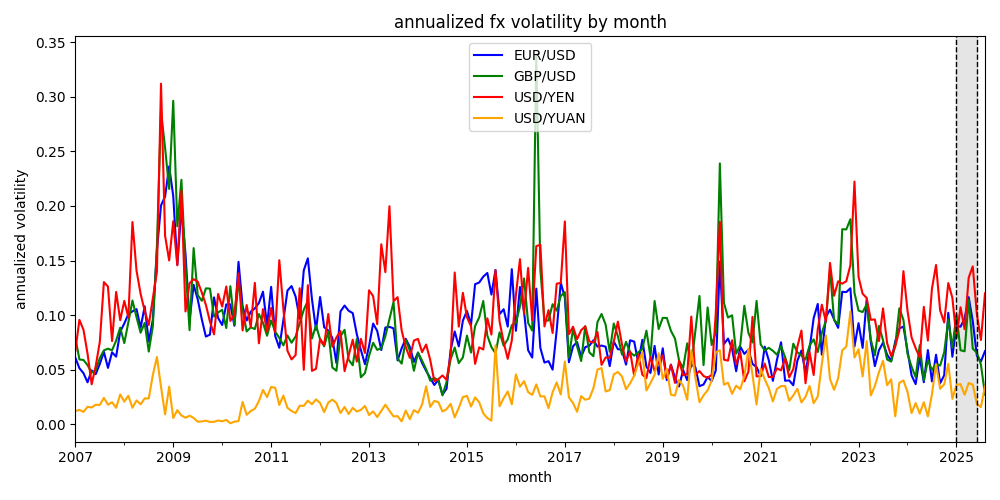 annualized fx volatility by month
EUR/USD
GBP/USD
USD/YEN
USD/YUAN
annualized volatility
0.35
0.30
0.25
0.20
0.15
0.10
0.05
0.00
2007 2009 2011 2013 2015 2017 2019 2021 2023 2025
month